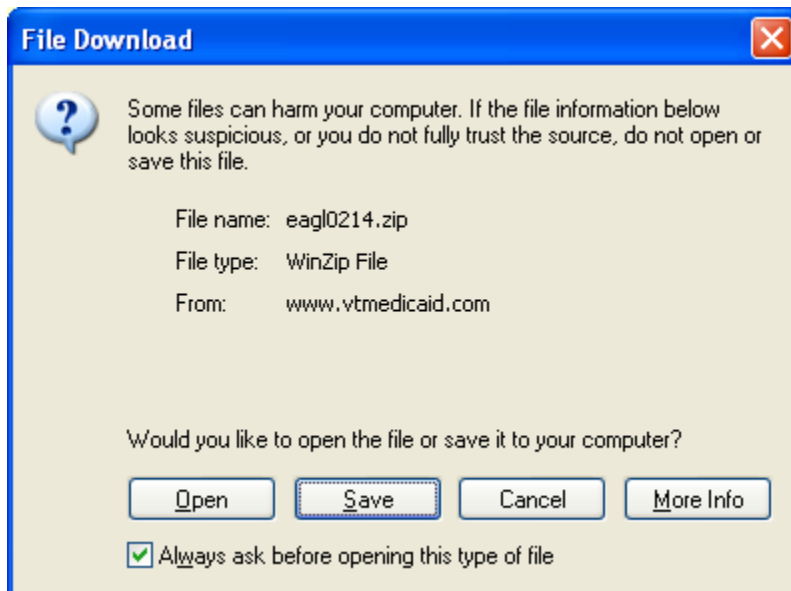 File Download
Some files can harm your computer. If the file information below
looks suspicious, or you do not fully trust the source, do not open or
save this file.
File name: eagl0214.zip
File type: WinZip File
From: www.vtmedicaid.com
Would you like to open the file or save it to your computer?
Open Save Cancel More Info
Always ask before opening this type of file